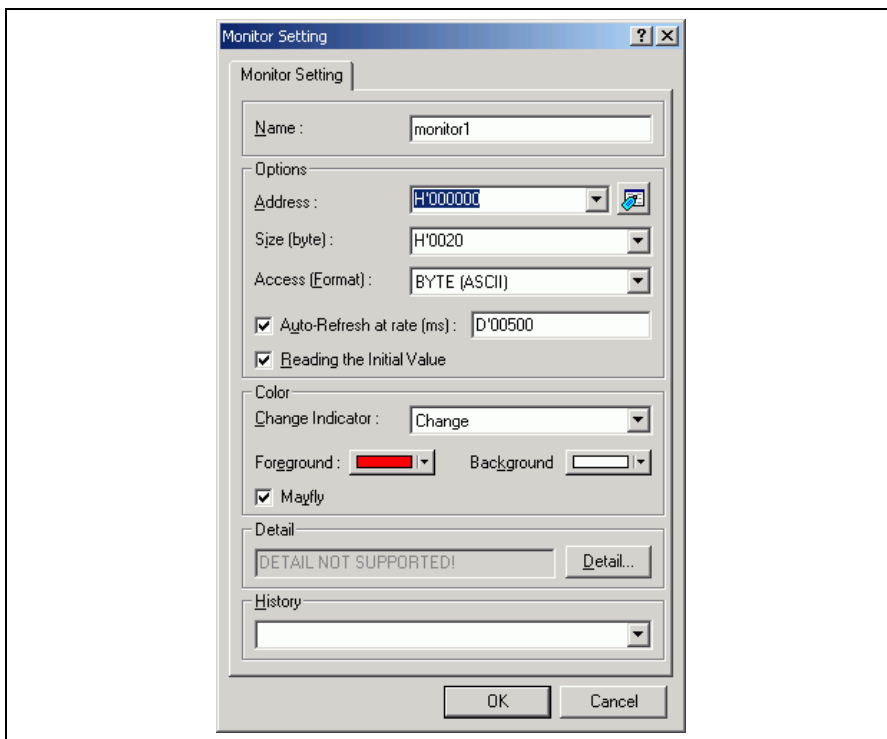 Monitor Setting
Monitor Setting
Name : monitor1
Options
Address : H'000000
Size (byte) : H'0020
Access (Format) : BYTE (ASCII)
Auto-Refresh at rate (ms) : D'00500
Reading the Initial Value
Color
Change Indicator : Change
Foreground : Background
Mayfly
Detail
DETAIL NOT SUPPORTED! Detail...
History
OK Cancel